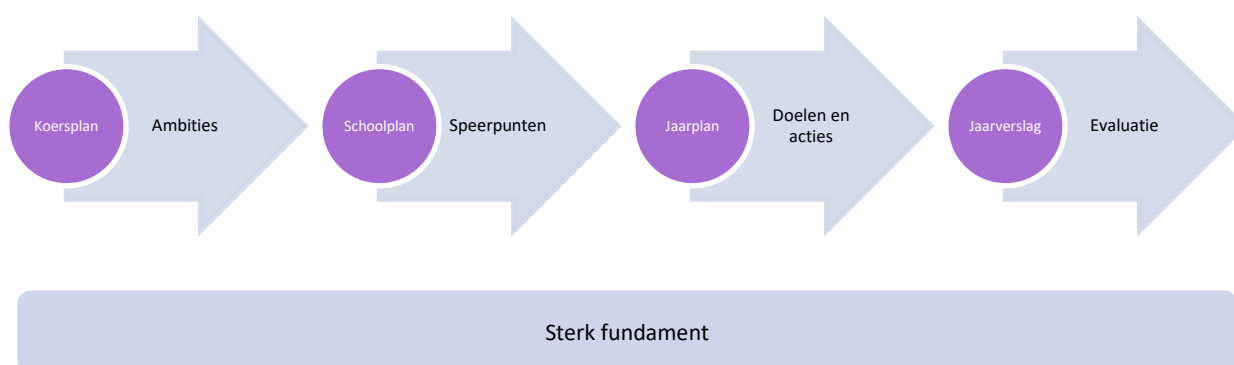 Koersplan
Ambities
Schoolplan
Speerpunten
Jaarplan
Doelen en
acties
Jaarverslag
Evaluatie
Sterk fundament